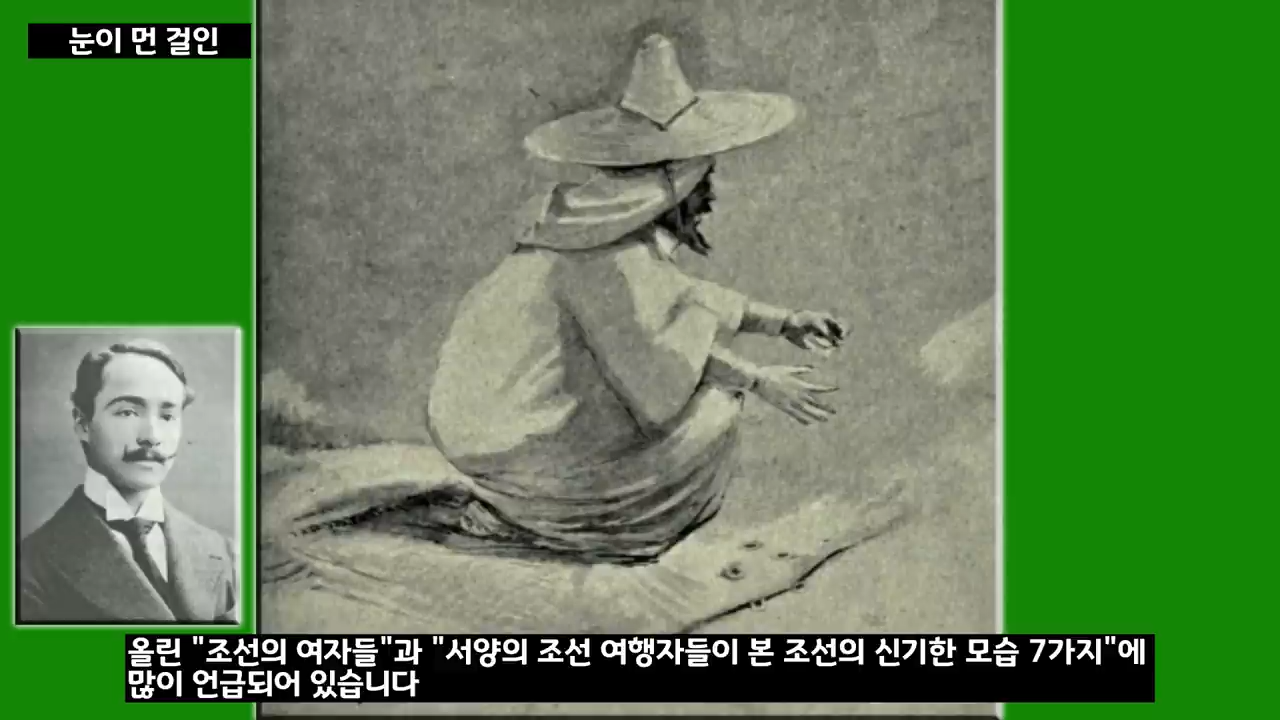 눈이 먼 걸인
올린 "조선의 여자들"과 "서양의 조선 여행자들이 본 조선의 신기한 모습 7가지"에
많이 언급되어 있습니다